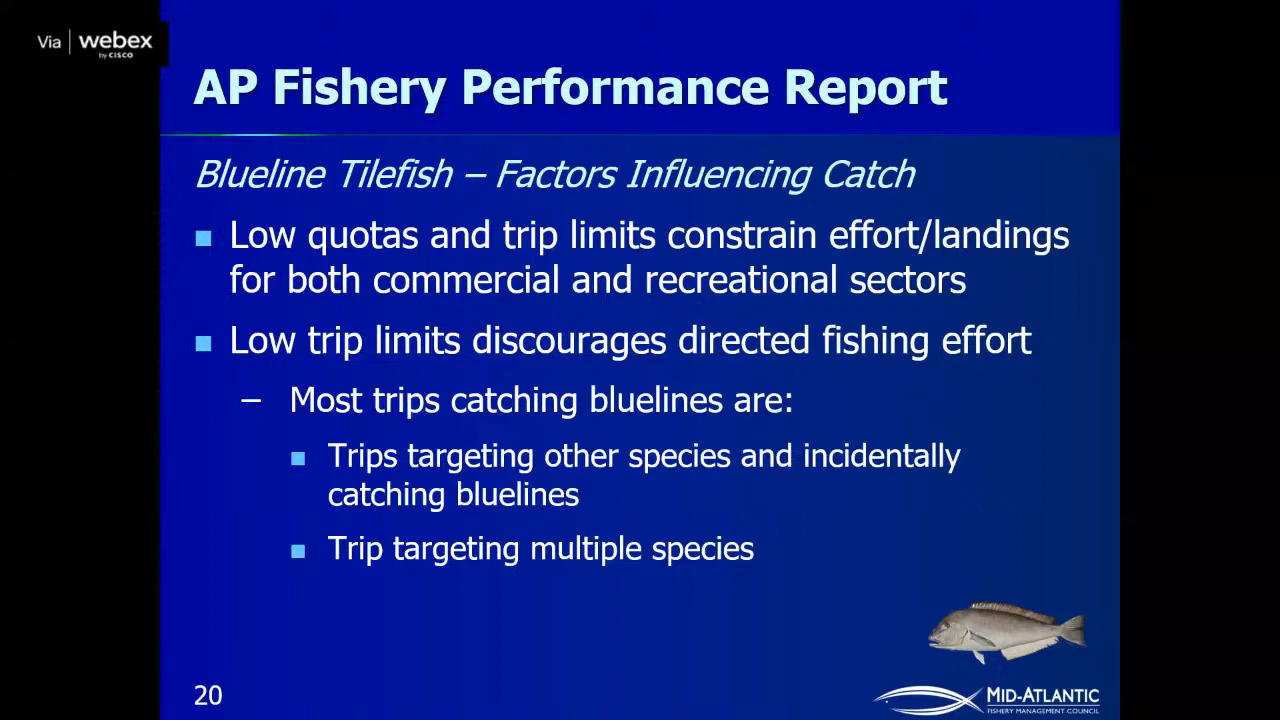 Via webex
by CISCO
AP Fishery Performance Report
Blueline Tilefish – Factors Influencing Catch
Low quotas and trip limits constrain effort/landings
for both commercial and recreational sectors
Low trip limits discourages directed fishing effort
– Most trips catching bluelines are:
Trips targeting other species and incidentally
catching bluelines
Trip targeting multiple species
20
MID-ATLANTIC
FISHERY MANAGEMENT COUNCIL